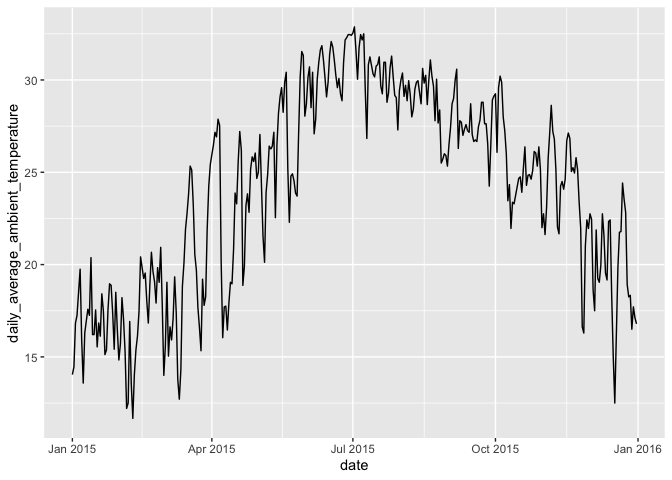 daily_average_ambient_temperature
30
25
20
15
Jan 2015
Apr 2015
Jul 2015
Oct 2015
Jan 2016
date